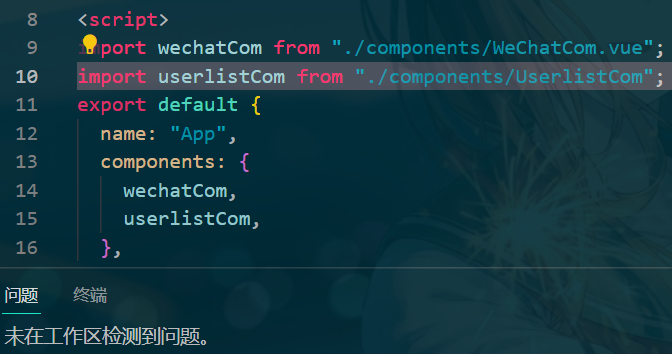 8 <script>
9 import wechatCom from "./components/WeChatCom.vue";
10 import userlistCom from "./components/UserlistCom";
11 export default {
12 name: "App",
13 components: {
14 wechatCom,
15 userlistCom,
16 },
问题 终端
未在工作区检测到问题。